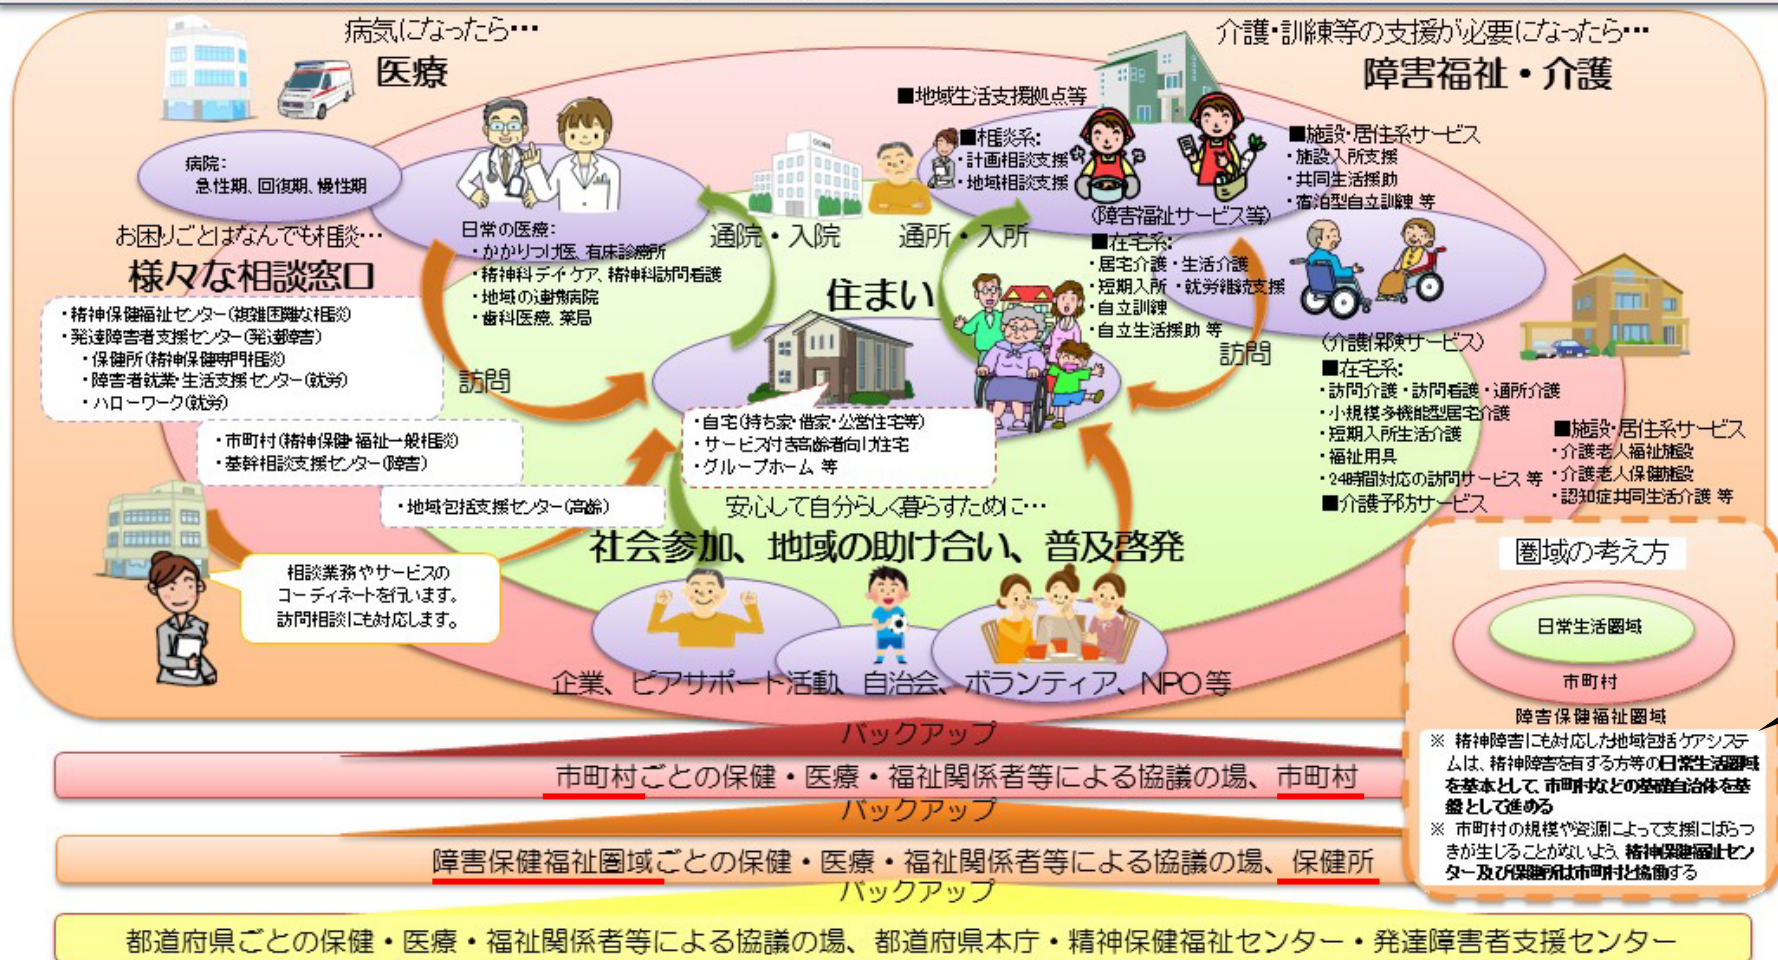 病気になったら…
医療
病院：
急性期、回復期、慢性期
日常の医療：
・かかりつけ医、有床診療所
・精神科デイケア、精神科訪問看護
・地域の連携病院
・歯科医療、薬局
介護・訓練等の支援が必要になったら…
障害福祉・介護
■地域生活支援拠点等
■相談系：
・計画相談支援
・地域相談支援
■施設・居住系サービス
・施設入所支援
・共同生活援助
・宿泊型自立訓練 等
（障害福祉サービス等）
■在宅系：
・居宅介護・生活介護
・短期入所・就労継続支援
・自立訓練
・自立生活援助 等
（介護保険サービス）
■在宅系：
・訪問介護・訪問看護・通所介護
・小規模多機能型居宅介護
・短期入所生活介護
・福祉用具
・24時間対応の訪問サービス 等
■介護予防サービス
■施設・居住系サービス
・介護老人福祉施設
・介護老人保健施設
・認知症共同生活介護 等
お困りごとはなんでも相談…
様々な相談窓口
・精神保健福祉センター（複雑困難な相談）
・発達障害者支援センター（発達障害）
・保健所（精神保健専門相談）
・障害者就業・生活支援センター（就労）
・ハローワーク（就労）
・市町村（精神保健・福祉一般相談）
・基幹相談支援センター（障害）
・地域包括支援センター（高齢）
相談業務やサービスの
コーディネートを行います。
訪問相談にも対応します。
通院・入院
通所・入所
訪問
訪問
住まい
・自宅（持ち家・借家・公営住宅等）
・サービス付き高齢者向け住宅
・グループホーム 等
安心して自分らしく暮らすために…
社会参加、地域の助け合い、普及啓発
企業、ピアサポート活動、自治会、ボランティア、NPO等
圏域の考え方
日常生活圏域
市町村
障害保健福祉圏域
※ 精神障害にも対応した地域包括ケアシステ
ムは、精神障害を有する方等の日常生活圏域
を基本として、市町村などの基礎自治体を基
盤として進める
※ 市町村の規模や資源によって支援にばらつ
きが生じることがないよう、精神保健福祉セン
ター及び保健所は市町村と協働する
バックアップ
市町村ごとの保健・医療・福祉関係者等による協議の場、市町村
バックアップ
障害保健福祉圏域ごとの保健・医療・福祉関係者等による協議の場、保健所
バックアップ
都道府県ごとの保健・医療・福祉関係者等による協議の場、都道府県本庁・精神保健福祉センター・発達障害者支援センター